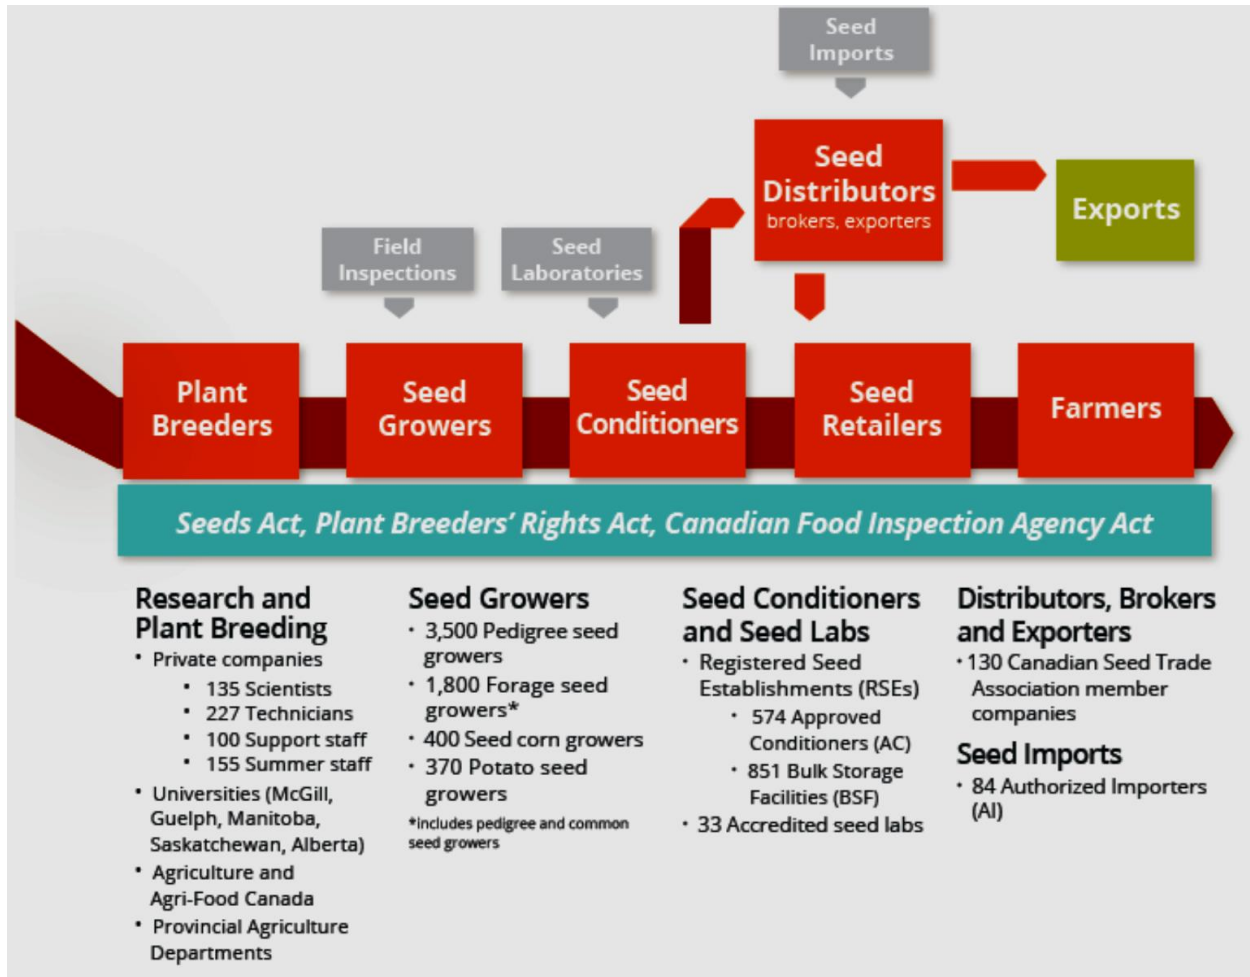 Seed
Imports
Seed
Distributors
brokers, exporters
Exports
Field
Inspections
Seed
Laboratories
Plant
Breeders
Seed
Growers
Seed
Conditioners
Seed
Retailers
Farmers
Seeds Act, Plant Breeders’ Rights Act, Canadian Food Inspection Agency Act
Research and
Plant Breeding
• Private companies
• 135 Scientists
• 227 Technicians
• 100 Support staff
• 155 Summer staff
• Universities (McGill,
Guelph, Manitoba,
Saskatchewan, Alberta)
• Agriculture and
Agri-Food Canada
• Provincial Agriculture
Departments
Seed Growers
• 3,500 Pedigree seed
growers
• 1,800 Forage seed
growers*
• 400 Seed corn growers
• 370 Potato seed
growers
*Includes pedigree and common
seed growers
Seed Conditioners
and Seed Labs
• Registered Seed
Establishments (RSEs)
• 574 Approved
Conditioners (AC)
• 851 Bulk Storage
Facilities (BSF)
• 33 Accredited seed labs
Distributors, Brokers
and Exporters
• 130 Canadian Seed Trade
Association member
companies
Seed Imports
• 84 Authorized Importers
(AI)